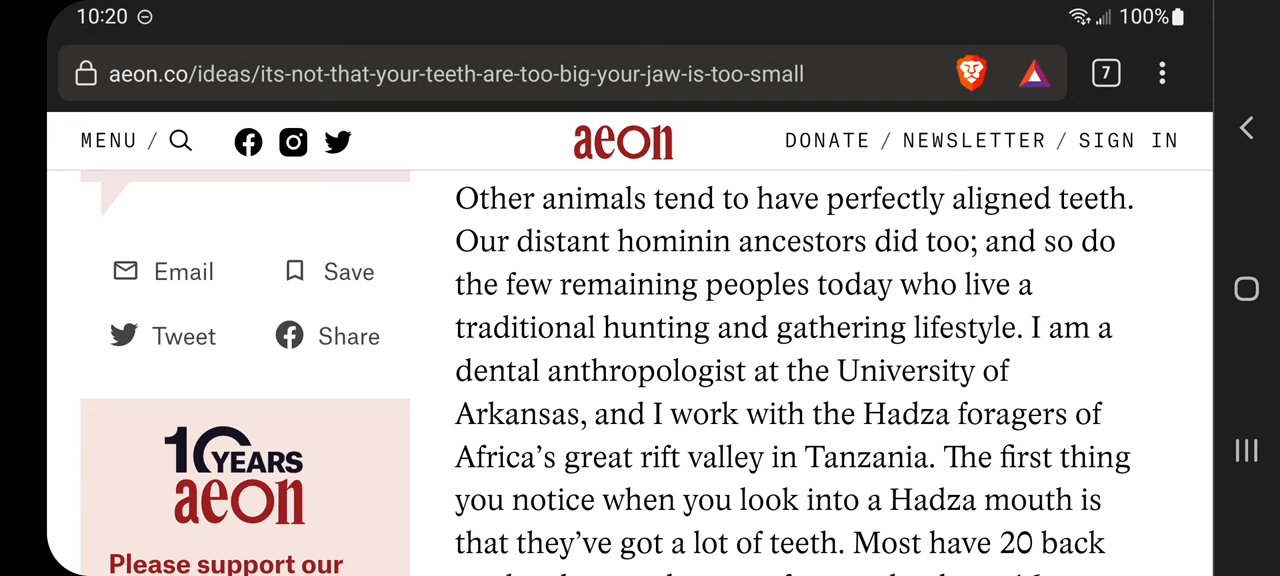 10:20
100%
aeon.co/ideas/its-not-that-your-teeth-are-too-big-your-jaw-is-too-small
7
MENU /
aeon
DONATE / NEWSLETTER / SIGN IN
Email
Save
Tweet
Share
10 YEARS
aeon
Please support our
Other animals tend to have perfectly aligned teeth.
Our distant hominin ancestors did too; and so do
the few remaining peoples today who live a
traditional hunting and gathering lifestyle. I am a
dental anthropologist at the University of
Arkansas, and I work with the Hadza foragers of
Africa’s great rift valley in Tanzania. The first thing
you notice when you look into a Hadza mouth is
that they’ve got a lot of teeth. Most have 20 back